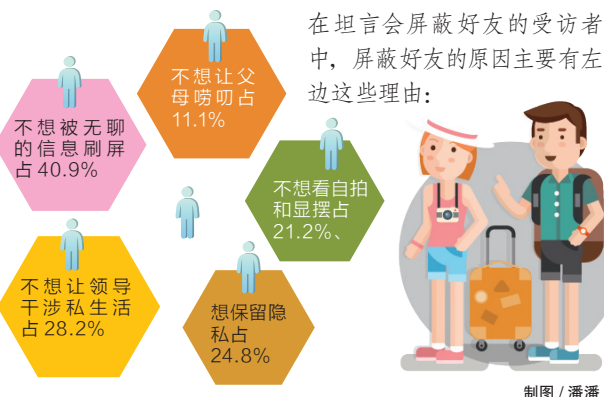 在坦言会屏蔽好友的受访者
中，屏蔽好友的原因主要有左
边这些理由：
不想让父
母唠叨占
11.1%
不想被无聊
的信息刷屏
占 40.9%
不想看自拍
和显摆占
21.2%、
不想让领导
干涉私生活
占 28.2%
想保留隐
私占
24.8%
制图 / 潘潘